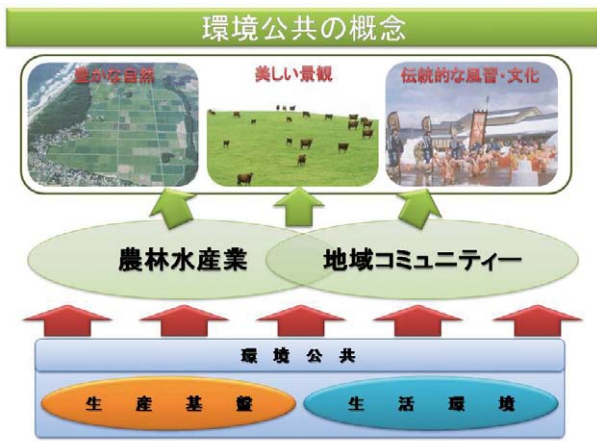 環境公共の概念
豊かな自然
美しい景観
伝統的な風習・文化
農林水産業
地域コミュニティー
環境公共
生産基盤
生活環境